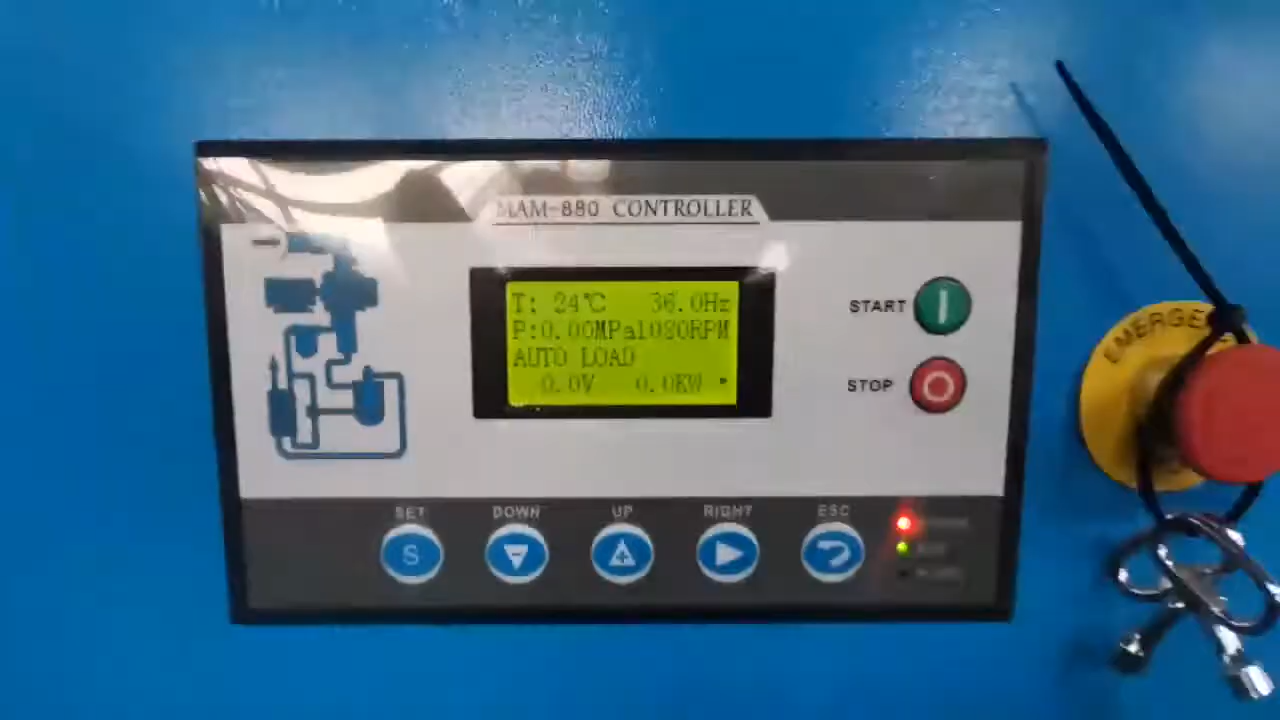 MAM-880 CONTROLLER
T: 24℃ 36.0Hz
P:0.00MPa1080RPM
AUTO LOAD
0.0V 0.0KW
START
STOP
SET DOWN UP RIGHT ESC
S